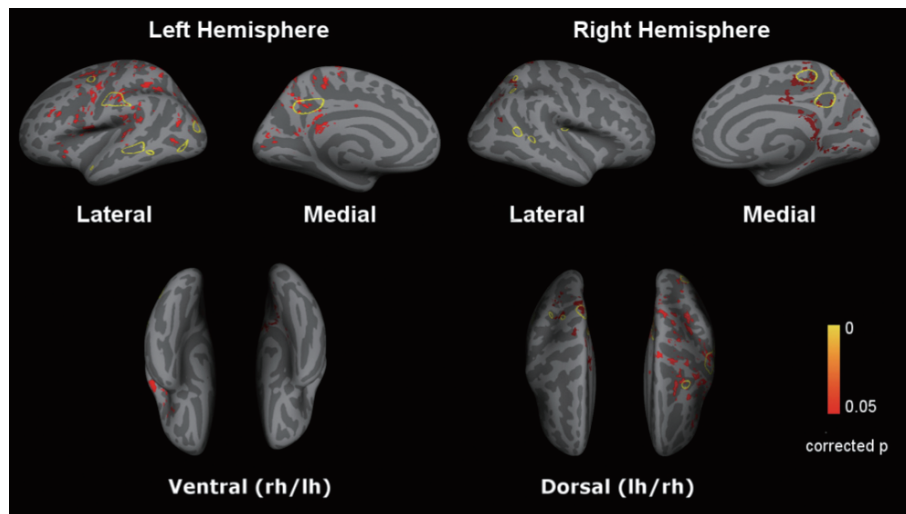 Left Hemisphere
Right Hemisphere
Lateral
Medial
Lateral
Medial
0
0.05
corrected p
Ventral (rh/lh)
Dorsal (lh/rh)